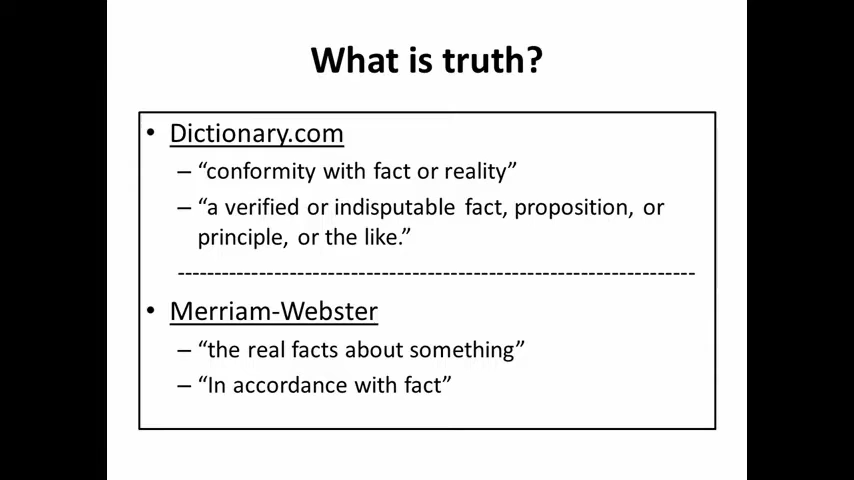 What is truth?
• Dictionary.com
– “conformity with fact or reality”
– “a verified or indisputable fact, proposition, or
principle, or the like.”
-----------------------------------------------------------------------
• Merriam-Webster
– “the real facts about something”
– “In accordance with fact”